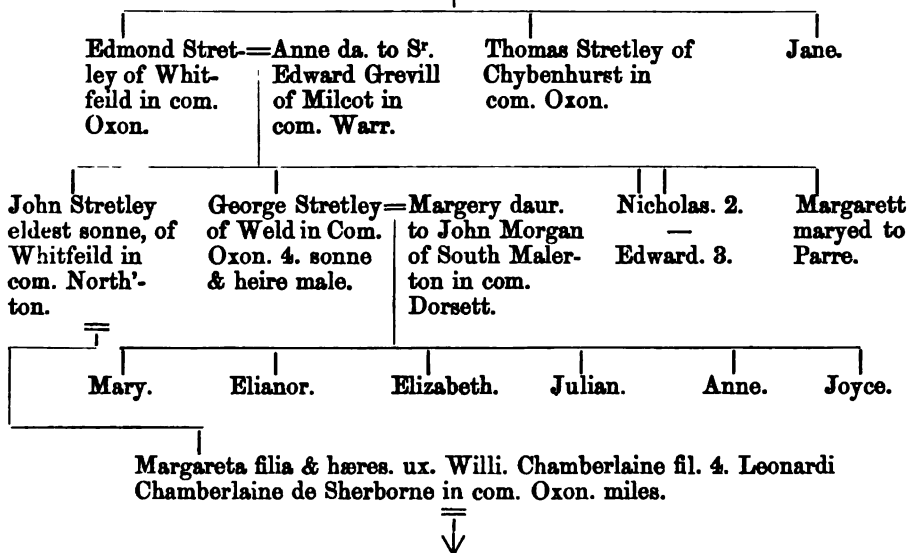 Edmond Stret-=Anne da. to Sr.
ley of Whit-
feild in com.
Oxon.
Edward Grevill
of Milcot in
com. Warr.
Thomas Stretley of
Chybenhurst in
com. Oxon.
Jane.
John Stretley
eldest sonne, of
Whitfeild in
com. North'-
ton.
George Stretley=Margery daur.
of Weld in Com.
Oxon. 4. sonne
& heire male.
to John Morgan
of South Maler-
ton in com.
Dorsett.
Nicholas. 2.
—
Edward. 3.
Margarett
maryed to
Parre.
Mary. Elianor. Elizabeth. Julian. Anne. Joyce.
Margareta filia & hæres. ux. Willi. Chamberlaine fil. 4. Leonardi
Chamberlaine de Sherborne in com. Oxon. miles.